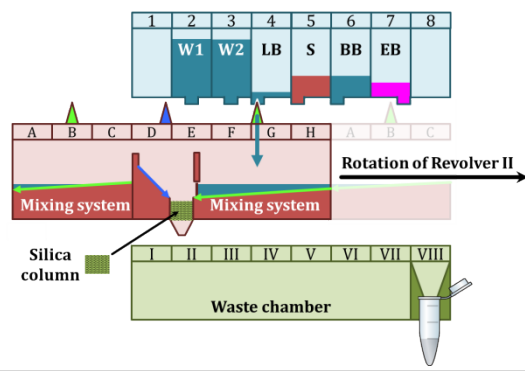 1 2 3 4 5 6 7 8
W1 W2 LB S BB EB
A B C D E F G H A B C
Rotation of Revolver II
Mixing system Mixing system
Silica
column
I II III IV V VI VII VIII
Waste chamber